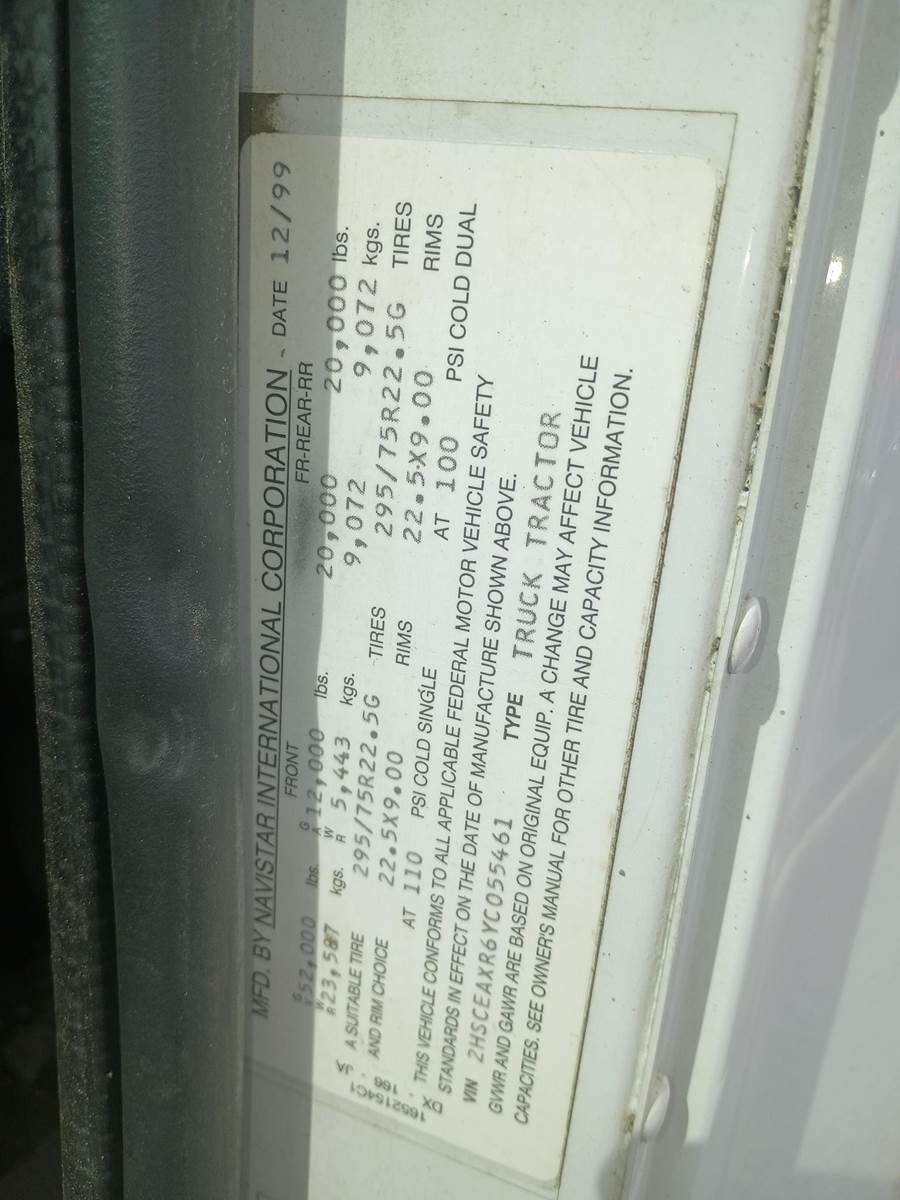 MFD. BY NAVISTAR INTERNATIONAL CORPORATION - DATE 12/99
FRONT FR-REAR-RR
GVWR 52,000 lbs. GAWR 12,000 lbs. 20,000 20,000 lbs.
23,587 kgs. 5,443 kgs. 9,072 9,072 kgs.
A SUITABLE TIRE 295/75R22.5G TIRES 295/75R22.5G TIRES
AND RIM CHOICE 22.5X9.00 RIMS 22.5X9.00 RIMS
AT 110 PSI COLD SINGLE AT 100 PSI COLD DUAL
THIS VEHICLE CONFORMS TO ALL APPLICABLE FEDERAL MOTOR VEHICLE SAFETY
STANDARDS IN EFFECT ON THE DATE OF MANUFACTURE SHOWN ABOVE.
VIN 2HSCEAXR6YC055461 TYPE TRUCK TRACTOR
GVWR AND GAWR ARE BASED ON ORIGINAL EQUIP. A CHANGE MAY AFFECT VEHICLE
CAPACITIES. SEE OWNER'S MANUAL FOR OTHER TIRE AND CAPACITY INFORMATION.
1652154C1
DX - 186 - JA